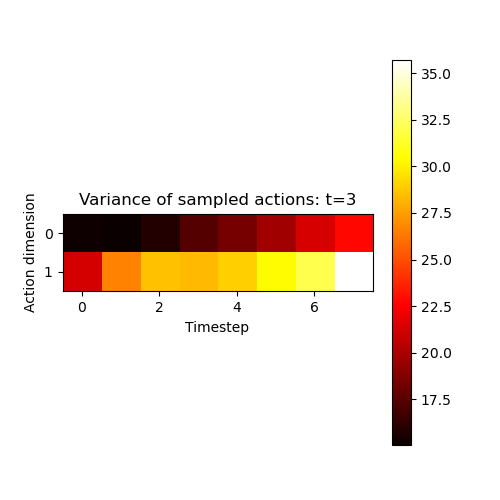 Variance of sampled actions: t=3
Action dimension
0
1
0 2 4 6
Timestep
35.0
32.5
30.0
27.5
25.0
22.5
20.0
17.5